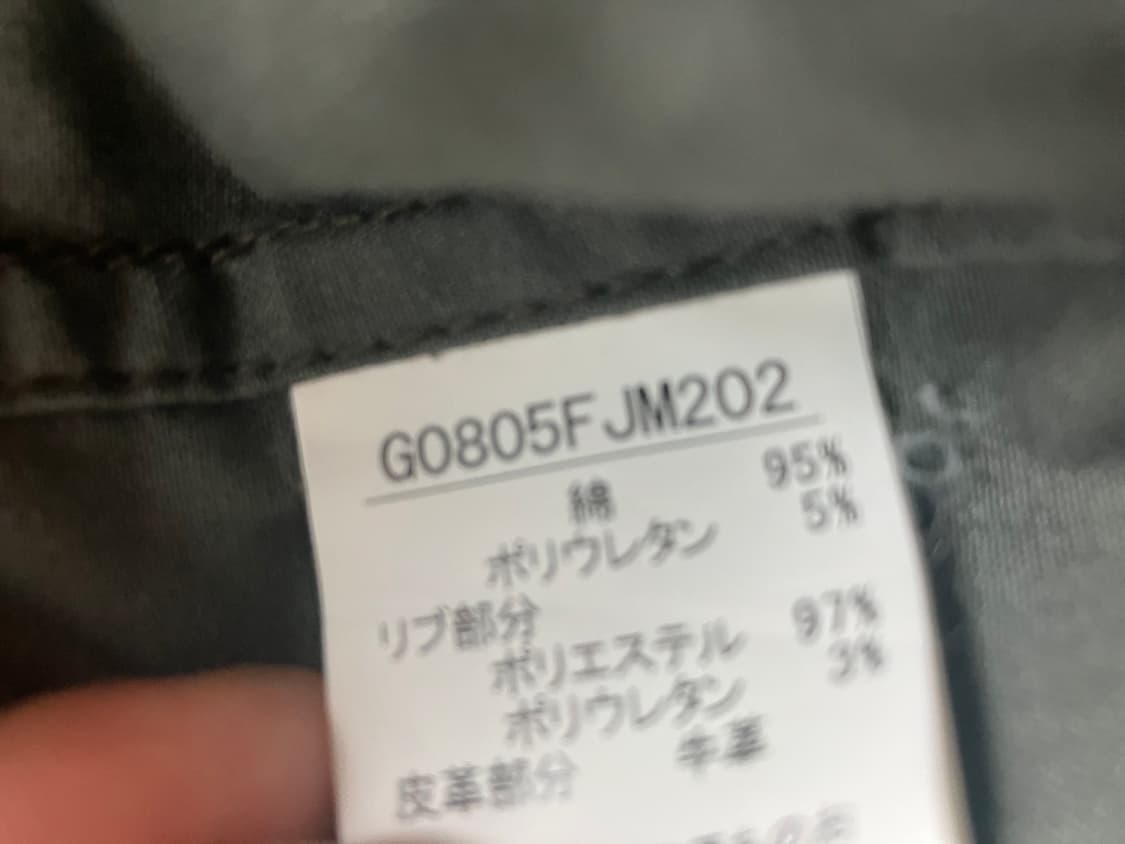 G0805FJM202
綿 95%
ポリウレタン 5%
リブ部分
ポリエステル 97%
ポリウレタン 3%
皮革部分 牛革